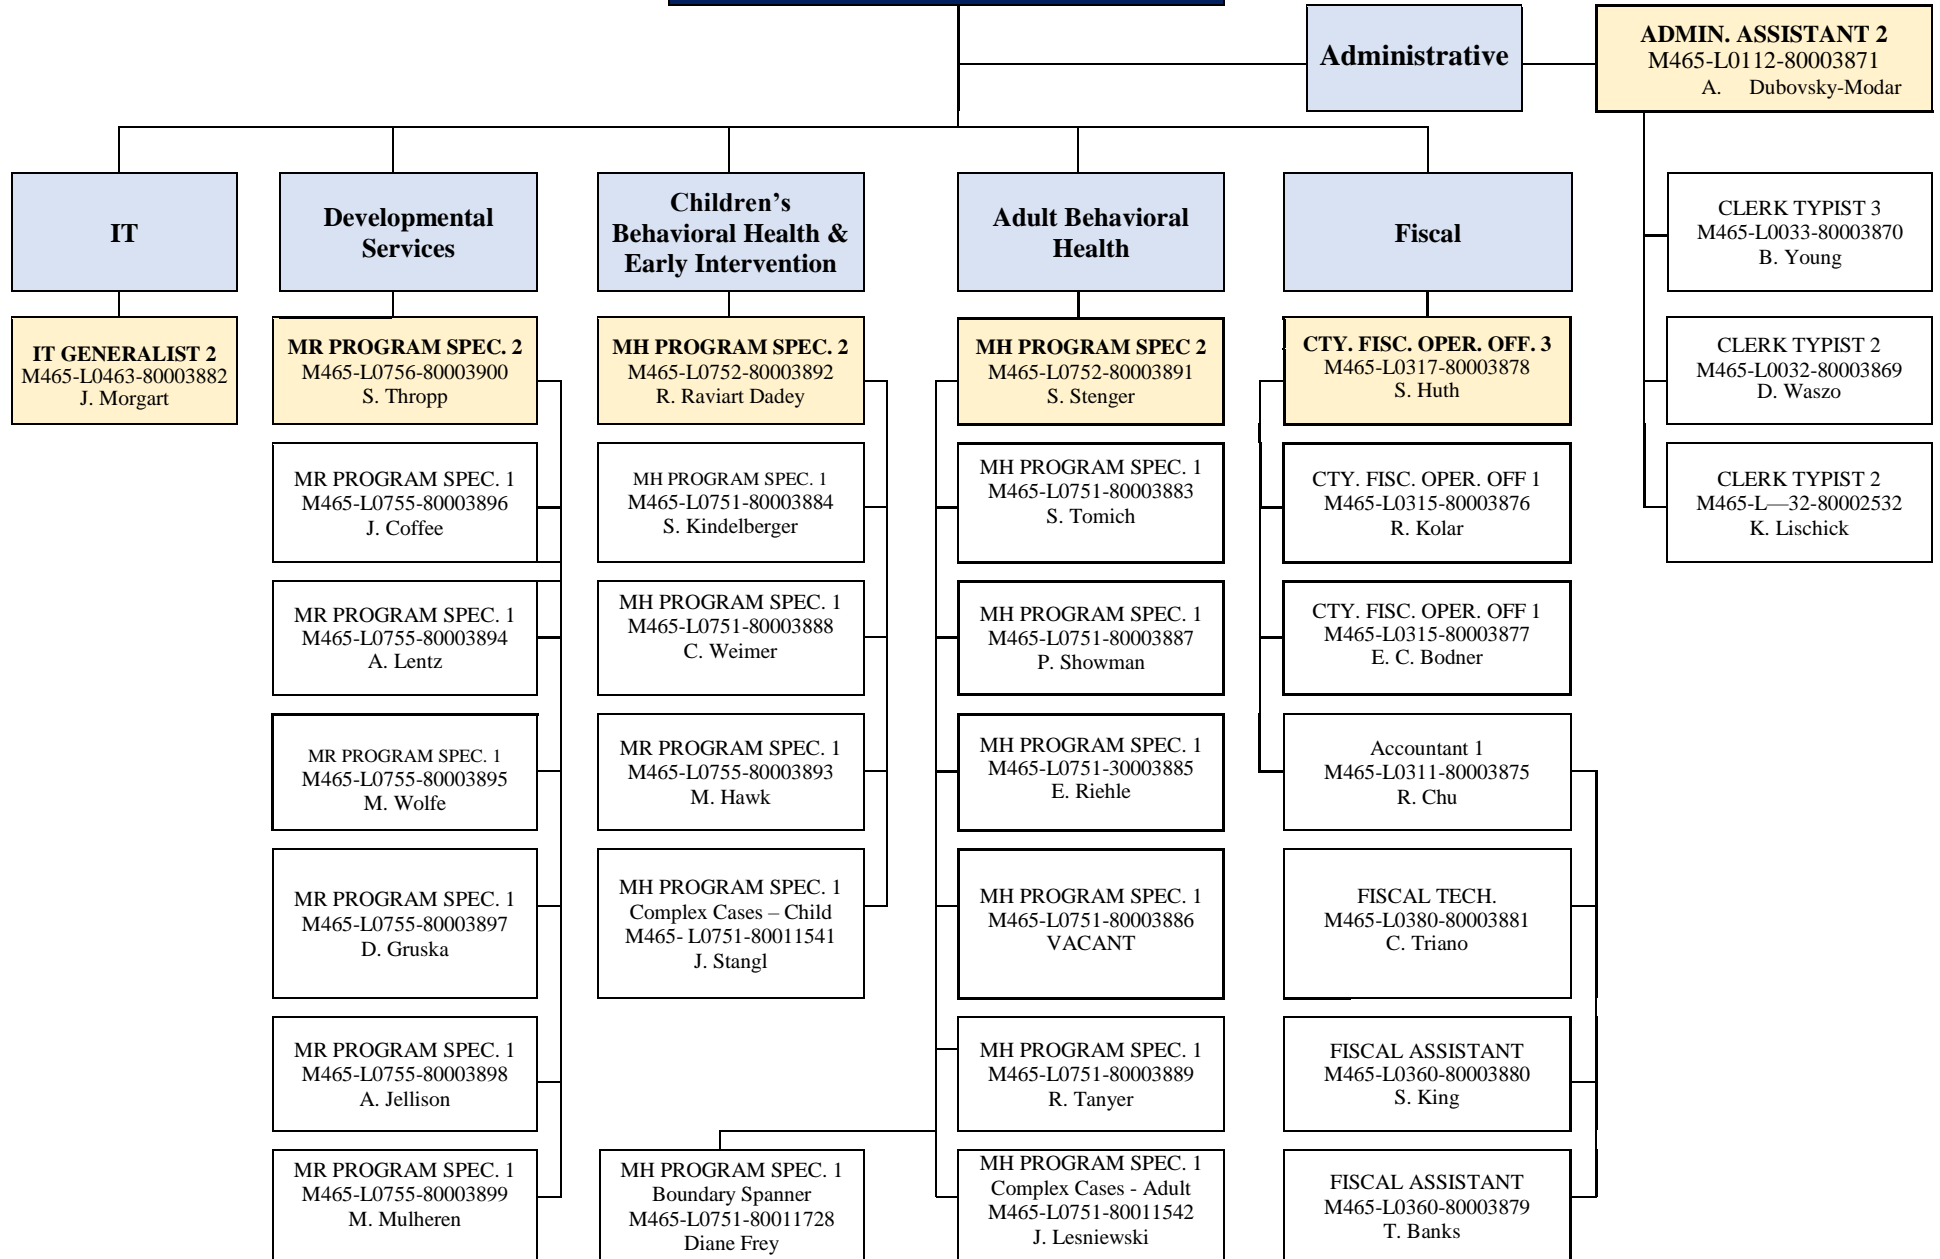 Administrative
ADMIN. ASSISTANT 2
M465-L0112-80003871
A. Dubovsky-Modar
CLERK TYPIST 3
M465-L0033-80003870
B. Young
CLERK TYPIST 2
M465-L0032-80003869
D. Waszo
CLERK TYPIST 2
M465-L—32-80002532
K. Lischick
IT
IT GENERALIST 2
M465-L0463-80003882
J. Morgart
Developmental
Services
MR PROGRAM SPEC. 2
M465-L0756-80003900
S. Thropp
MR PROGRAM SPEC. 1
M465-L0755-80003896
J. Coffee
MR PROGRAM SPEC. 1
M465-L0755-80003894
A. Lentz
MR PROGRAM SPEC. 1
M465-L0755-80003895
M. Wolfe
MR PROGRAM SPEC. 1
M465-L0755-80003897
D. Gruska
MR PROGRAM SPEC. 1
M465-L0755-80003898
A. Jellison
MR PROGRAM SPEC. 1
M465-L0755-80003899
M. Mulheren
Children’s
Behavioral Health &
Early Intervention
MH PROGRAM SPEC. 2
M465-L0752-80003892
R. Raviart Dadey
MH PROGRAM SPEC. 1
M465-L0751-80003884
S. Kindelberger
MH PROGRAM SPEC. 1
M465-L0751-80003888
C. Weimer
MR PROGRAM SPEC. 1
M465-L0755-80003893
M. Hawk
MH PROGRAM SPEC. 1
Complex Cases – Child
M465- L0751-80011541
J. Stangl
MH PROGRAM SPEC. 1
Boundary Spanner
M465-L0751-80011728
Diane Frey
Adult Behavioral
Health
MH PROGRAM SPEC 2
M465-L0752-80003891
S. Stenger
MH PROGRAM SPEC. 1
M465-L0751-80003883
S. Tomich
MH PROGRAM SPEC. 1
M465-L0751-80003887
P. Showman
MH PROGRAM SPEC. 1
M465-L0751-30003885
E. Riehle
MH PROGRAM SPEC. 1
M465-L0751-80003886
VACANT
MH PROGRAM SPEC. 1
M465-L0751-80003889
R. Tanyer
MH PROGRAM SPEC. 1
Complex Cases - Adult
M465-L0751-80011542
J. Lesniewski
Fiscal
CTY. FISC. OPER. OFF. 3
M465-L0317-80003878
S. Huth
CTY. FISC. OPER. OFF 1
M465-L0315-80003876
R. Kolar
CTY. FISC. OPER. OFF 1
M465-L0315-80003877
E. C. Bodner
Accountant 1
M465-L0311-80003875
R. Chu
FISCAL TECH.
M465-L0380-80003881
C. Triano
FISCAL ASSISTANT
M465-L0360-80003880
S. King
FISCAL ASSISTANT
M465-L0360-80003879
T. Banks